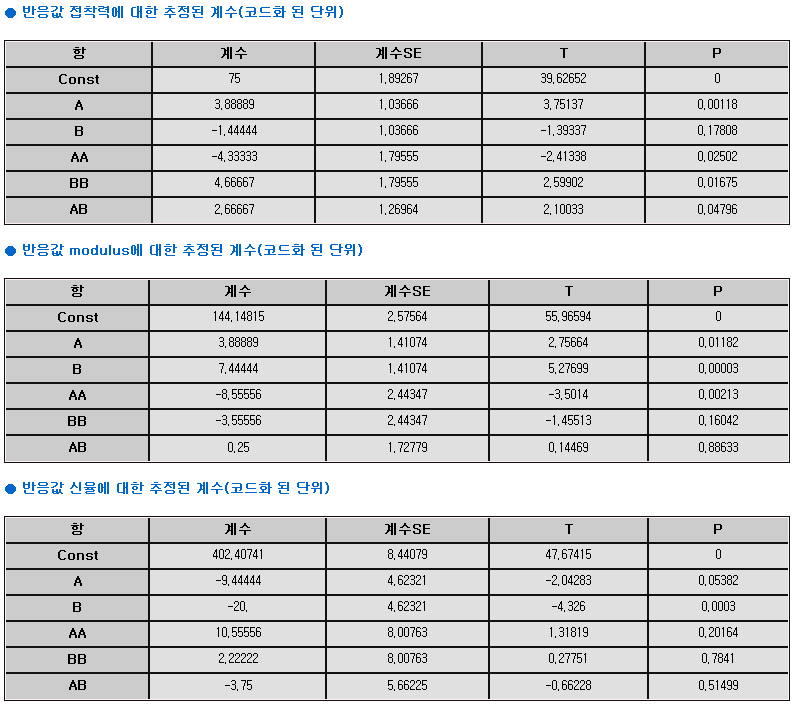 ● 반응값 접착력에 대한 추정된 계수(코드화 된 단위)
항 계수 계수SE T P
Const 75 1,89267 39,62652 0
A 3,88889 1,03666 3,75137 0,00118
B -1,44444 1,03666 -1,39337 0,17808
AA -4,33333 1,79555 -2,41338 0,02502
BB 4,66667 1,79555 2,59902 0,01675
AB 2,66667 1,26964 2,10033 0,04796
● 반응값 modulus에 대한 추정된 계수(코드화 된 단위)
항 계수 계수SE T P
Const 144,14815 2,57564 55,96594 0
A 3,88889 1,41074 2,75664 0,01182
B 7,44444 1,41074 5,27699 0,00003
AA -8,55556 2,44347 -3,5014 0,00213
BB -3,55556 2,44347 -1,45513 0,16042
AB 0,25 1,72779 0,14469 0,88633
● 반응값 신율에 대한 추정된 계수(코드화 된 단위)
항 계수 계수SE T P
Const 402,40741 8,44079 47,67415 0
A -9,44444 4,62321 -2,04283 0,05382
B -20, 4,62321 -4,326 0,0003
AA 10,55556 8,00763 1,31819 0,20164
BB 2,22222 8,00763 0,27751 0,7841
AB -3,75 5,66225 -0,66228 0,51499